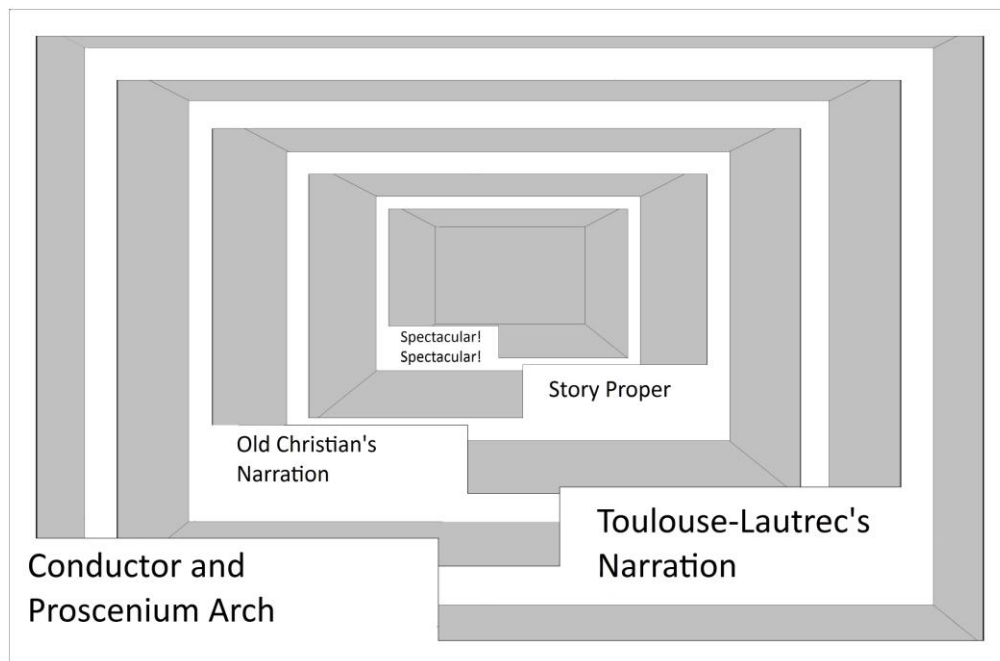 Spectacular!
Spectacular!
Story Proper
Old Christian's
Narration
Toulouse-Lautrec's
Narration
Conductor and
Proscenium Arch